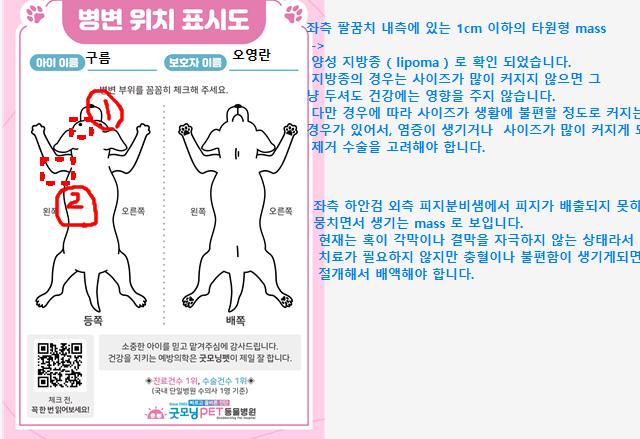 병변 위치 표시도
아이 이름 구름 보호자 이름 오영란
병변 부위를 꼼꼼히 체크해 주세요.
1
2
왼쪽 오른쪽 왼쪽 오른쪽
등쪽 배쪽
소중한 아이를 믿고 맡겨주심에 감사드립니다.
건강을 지키는 예방의학은 굿모닝펫이 제일 잘 합니다.
체크 전,
꼭 한 번 읽어보세요!
◈진료건수 1위, 수술건수 1위◈
(국내 단일병원 수의사 1명 기준)
굿모닝PET동물병원
좌측 팔꿈치 내측에 있는 1cm 이하의 타원형 mass
->
양성 지방종 ( lipoma ) 로 확인 되었습니다.
지방종의 경우는 사이즈가 많이 커지지 않으면 그
냥 두셔도 건강에는 영향을 주지 않습니다.
다만 경우에 따라 사이즈가 생활에 불편할 정도로 커지는
경우가 있어서, 염증이 생기거나 사이즈가 많이 커지게 되
제거 수술을 고려해야 합니다.
좌측 하안검 외측 피지분비샘에서 피지가 배출되지 못하
뭉치면서 생기는 mass 로 보입니다.
현재는 혹이 각막이나 결막을 자극하지 않는 상태라서
치료가 필요하지 않지만 충혈이나 불편함이 생기게되면
절개해서 배액해야 합니다.